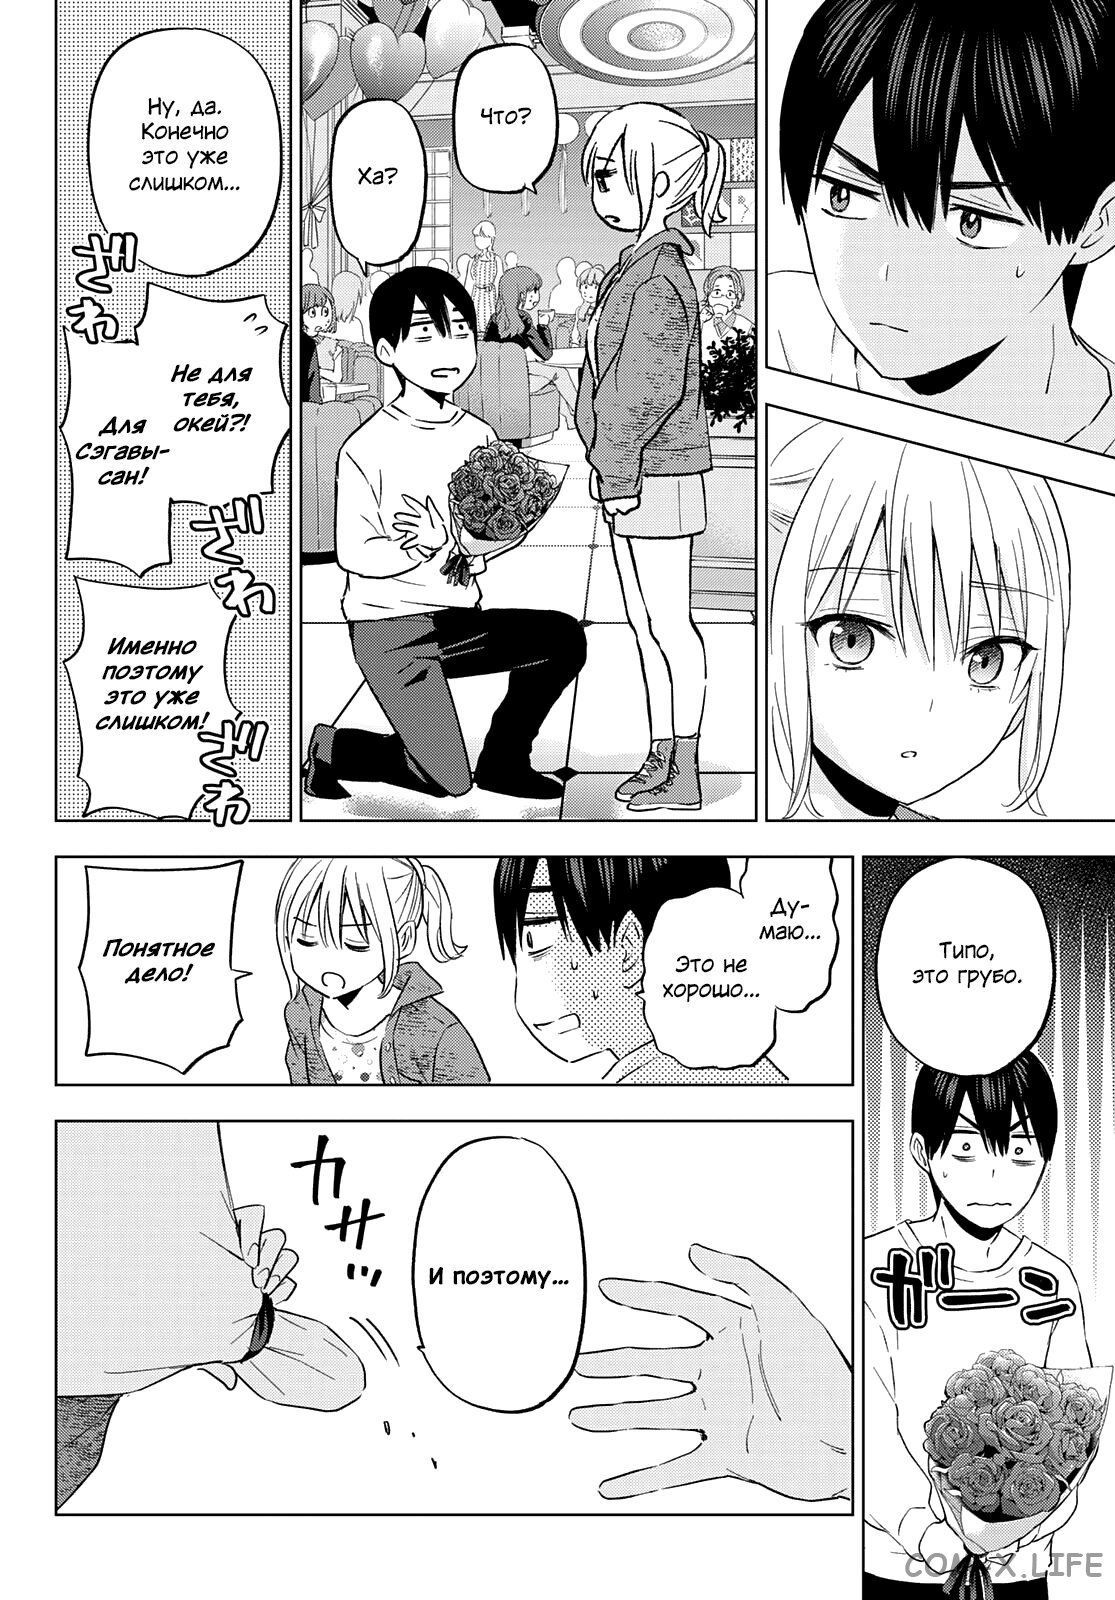 Что?
Ха?
Ну, да.
Конечно
это уже
слишком...
ざわ
Не для
тебя,
окей?!
Для
Сэгавы-
сан!
ざわ
Именно
поэтому
это уже
слишком!
ざわ
Типо,
это грубо.
ガーン
Ду-
маю...
Это не
хорошо...
Понятное
дело!
И поэтому...
カサ
COM-X.LIFE